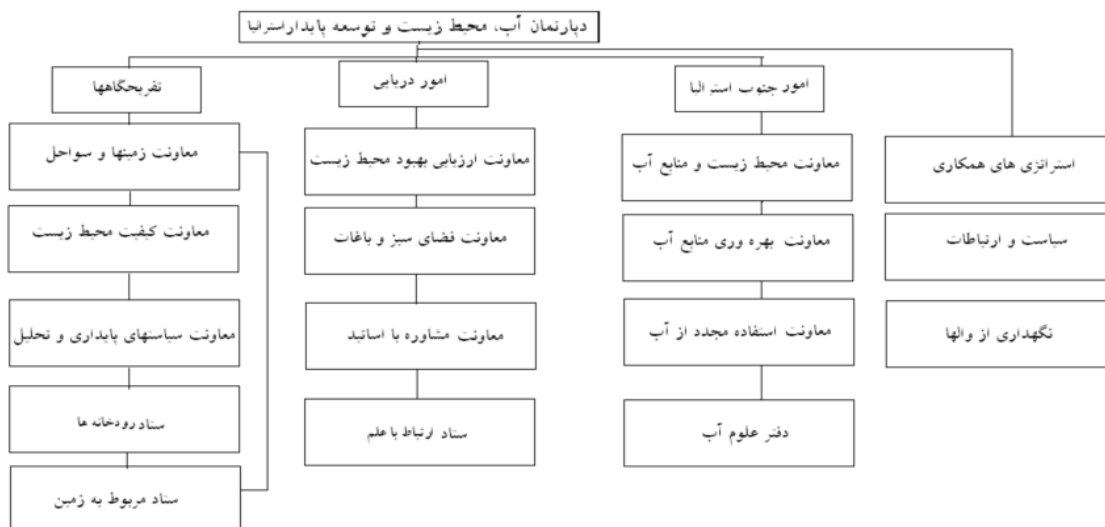 دپارتمان آب، محیط زیست و توسعه پایدار استرالیا
امور جنوب استرالیا
امور دریایی
تفریحگاهها
استراتژی های همکاری
سیاست و ارتباطات
نگهداری از والها
معاونت محیط زیست و منابع آب
معاونت بهره وری منابع آب
معاونت استفاده مجدد از آب
دفتر علوم آب
معاونت ارزیابی بهبود محیط زیست
معاونت فضای سبز و باغات
معاونت مشاوره با اساتید
ستاد ارتباط با علم
معاونت زمینها و سواحل
معاونت کیفیت محیط زیست
معاونت سیاستهای پایداری و تحلیل
ستاد رودخانه ها
ستاد مربوط به زمین